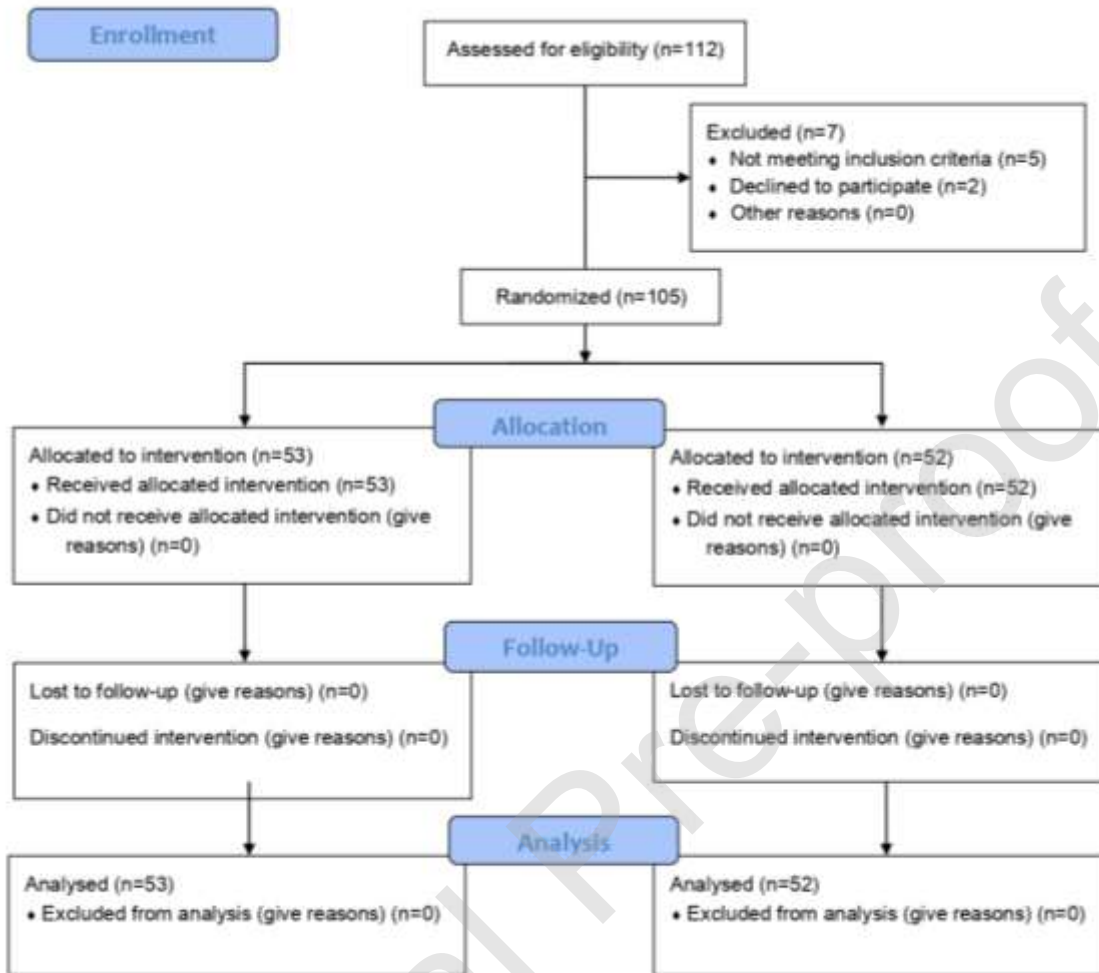 Enrollment
Assessed for eligibility (n=112)
Excluded (n=7)
• Not meeting inclusion criteria (n=5)
• Declined to participate (n=2)
• Other reasons (n=0)
Randomized (n=105)
Allocation
Allocated to intervention (n=53)
• Received allocated intervention (n=53)
• Did not receive allocated intervention (give
reasons) (n=0)
Allocated to intervention (n=52)
• Received allocated intervention (n=52)
• Did not receive allocated intervention (give
reasons) (n=0)
Follow-Up
Lost to follow-up (give reasons) (n=0)
Discontinued intervention (give reasons) (n=0)
Lost to follow-up (give reasons) (n=0)
Discontinued intervention (give reasons) (n=0)
Analysis
Analysed (n=53)
• Excluded from analysis (give reasons) (n=0)
Analysed (n=52)
• Excluded from analysis (give reasons) (n=0)
Pre-proof